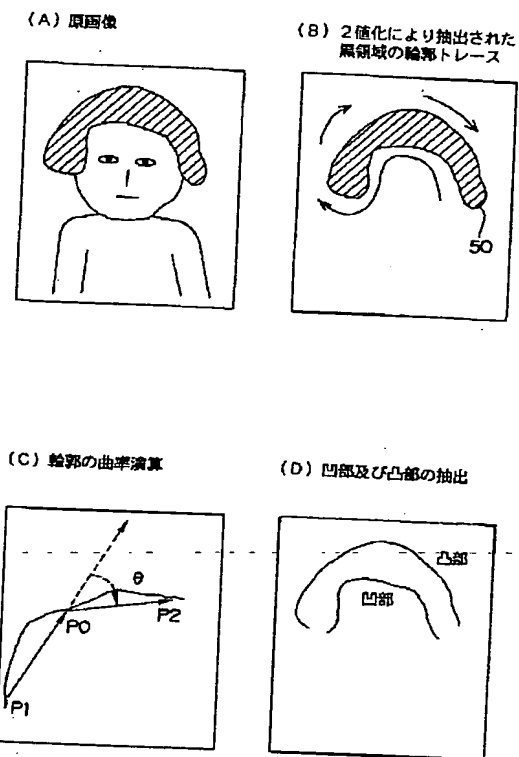 (A) 原画像
(B) 2値化により抽出された
黒領域の輪郭トレース
50
(C) 輪郭の曲率演算
(D) 凹部及び凸部の抽出
θ
P0
P2
P1
凸部
凹部